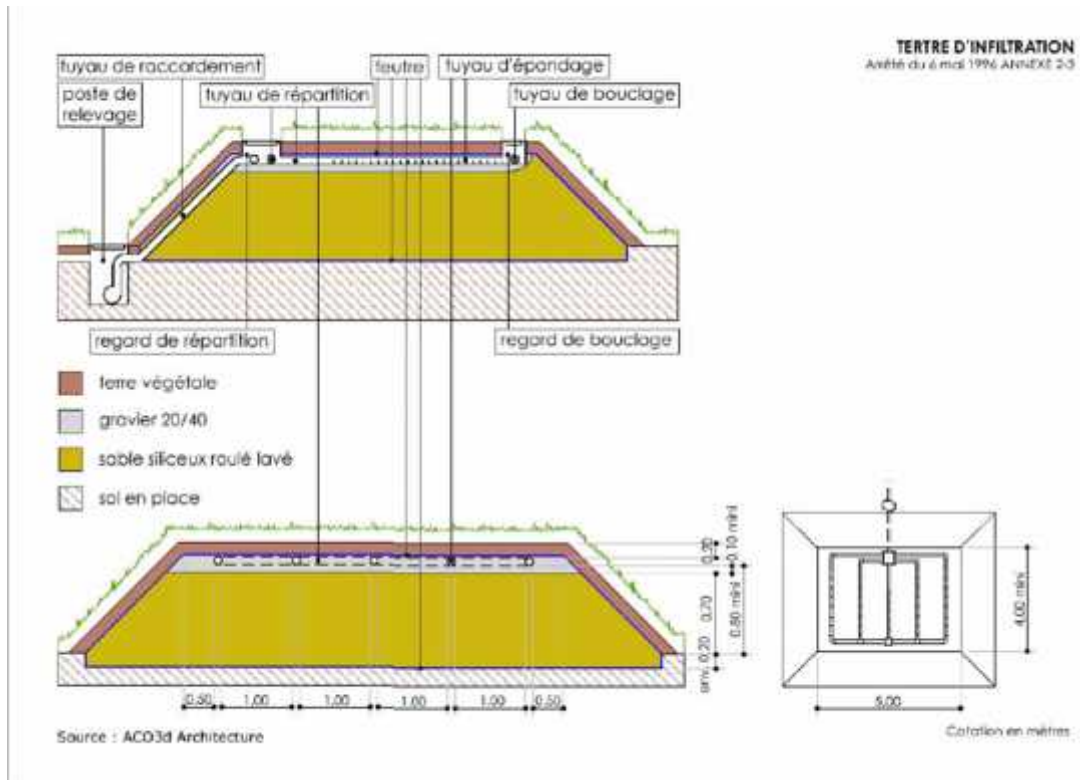 TERTRE D'INFILTRATION
Arrêté du 6 mai 1996 ANNEXE 2-3
tuyau de raccordement
feutre
tuyau d'épandage
poste de
relevage
tuyau de répartition
tuyau de bouclage
regard de répartition
regard de bouclage
terre végétale
gravier 20/40
sable siliceux roulé lavé
sol en place
0.20
0.10 mini
0.70
0.80 mini
env. 0.20
0.50
1.00
1.00
1.00
1.00
0.50
4.00 mini
5.00
Source : ACO3d Architecture
Cotation en mètres